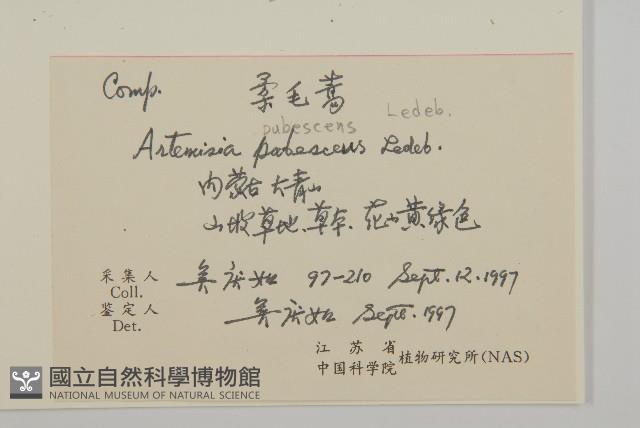 Comp. 柔毛蒿
pubescens Ledeb.
Artemisia pubescens Ledeb.
内蒙古大青山
山坡草地.草本.花小黄绿色
采集人 吴庆如 97-210 Sept.12.1997
Coll.
鉴定人 吴庆如 Sept. 1997
Det.
江苏省
中国科学院 植物研究所(NAS)
國立自然科學博物館
NATIONAL MUSEUM OF NATURAL SCIENCE